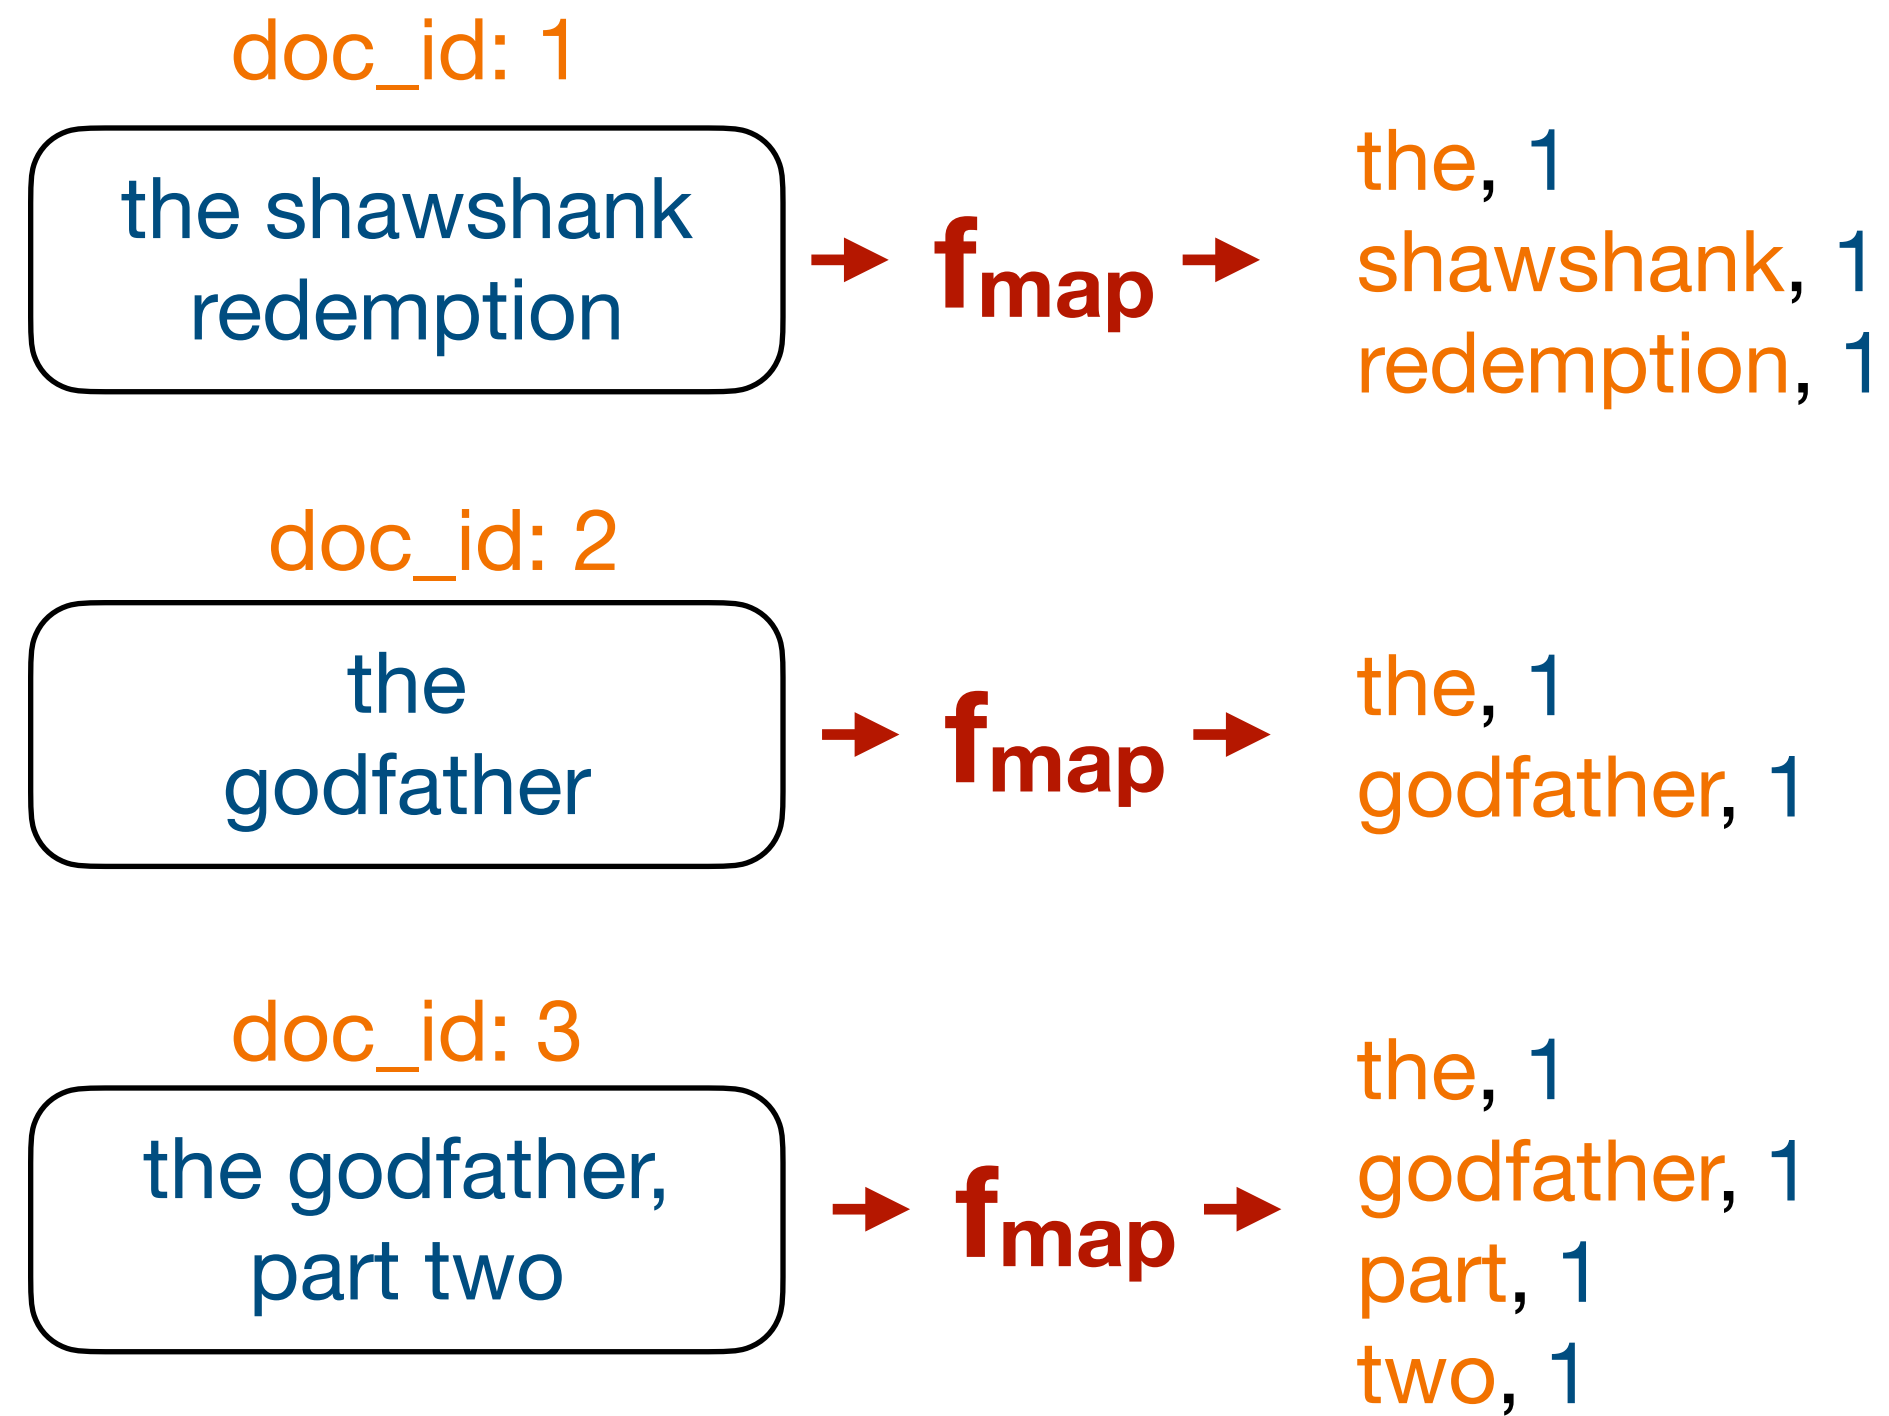 doc_id: 1
the shawshank
redemption
fmap
the, 1
shawshank, 1
redemption, 1
doc_id: 2
the
godfather
fmap
the, 1
godfather, 1
doc_id: 3
the godfather,
part two
fmap
the, 1
godfather, 1
part, 1
two, 1